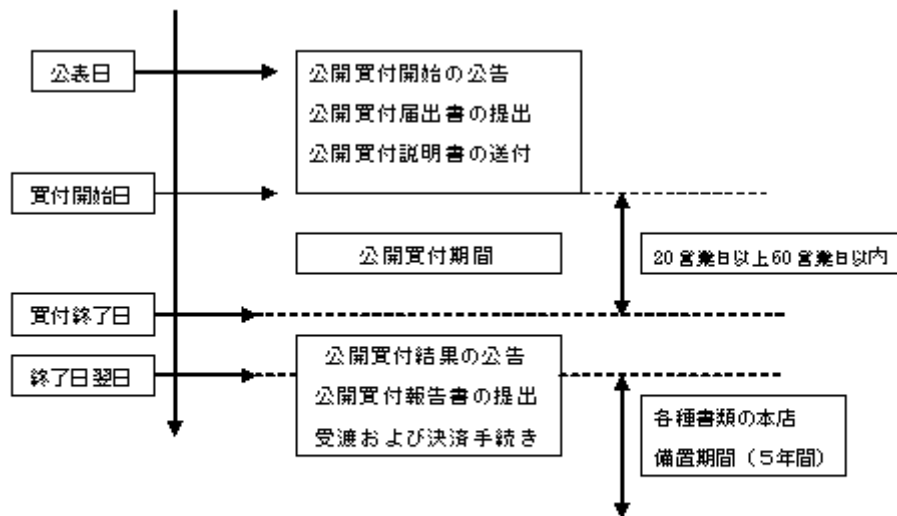 公表日
公開買付開始の公告
公開買付届出書の提出
公開買付説明書の送付
買付開始日
公開買付期間
20営業日以上60営業日以内
買付終了日
終了日翌日
公開買付結果の公告
公開買付報告書の提出
受渡および決済手続き
各種書類の本店
備置期間（５年間）